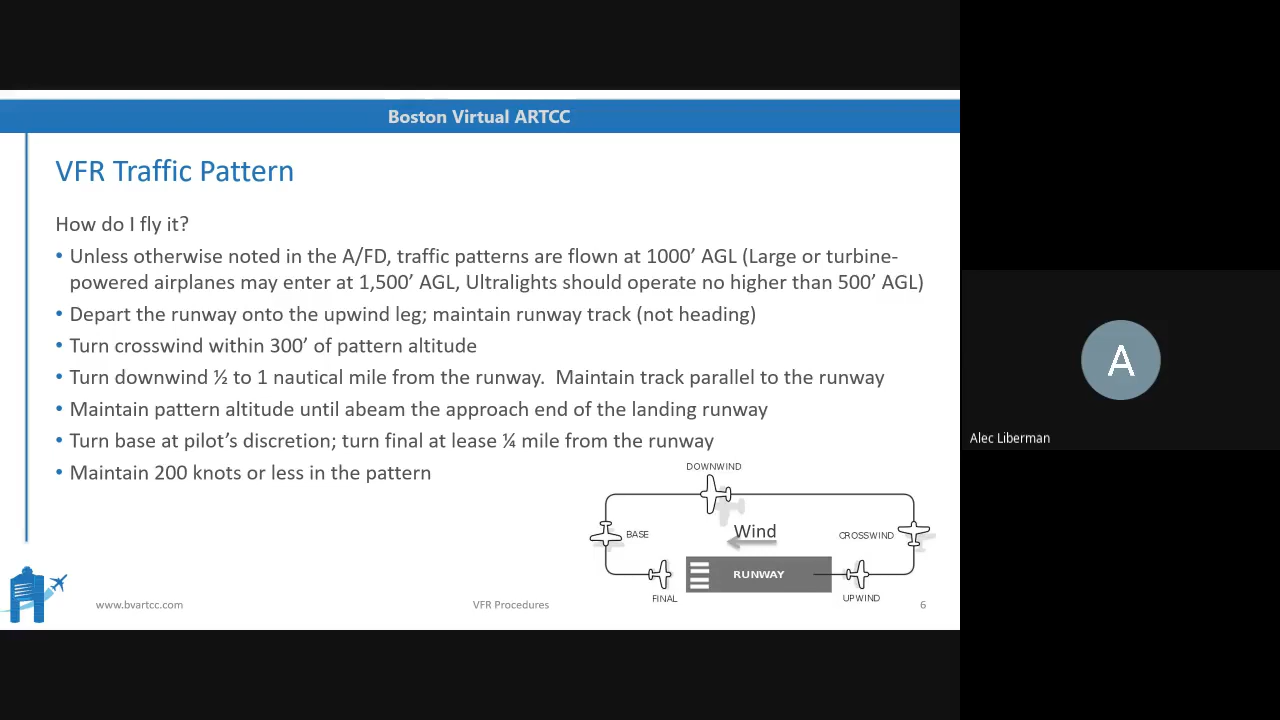 Boston Virtual ARTCC
VFR Traffic Pattern
How do I fly it?
• Unless otherwise noted in the A/FD, traffic patterns are flown at 1000’ AGL (Large or turbine-
powered airplanes may enter at 1,500’ AGL, Ultralights should operate no higher than 500’ AGL)
• Depart the runway onto the upwind leg; maintain runway track (not heading)
• Turn crosswind within 300’ of pattern altitude
• Turn downwind ½ to 1 nautical mile from the runway.  Maintain track parallel to the runway
• Maintain pattern altitude until abeam the approach end of the landing runway
• Turn base at pilot’s discretion; turn final at lease ¼ mile from the runway
• Maintain 200 knots or less in the pattern
DOWNWIND
Wind
BASE
CROSSWIND
RUNWAY
FINAL
UPWIND
www.bvartcc.com
VFR Procedures
6
A
Alec Liberman